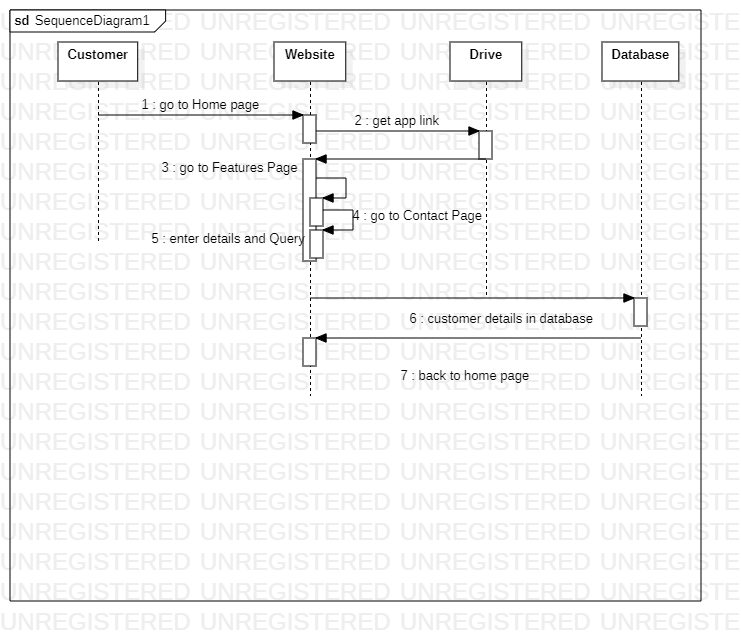 sd SequenceDiagram1
Customer
Website
Drive
Database
1 : go to Home page
2 : get app link
3 : go to Features Page
4 : go to Contact Page
5 : enter details and Query
6 : customer details in database
7 : back to home page
UNREGISTERED UNREGISTERED UNREGISTERED UNREGISTE